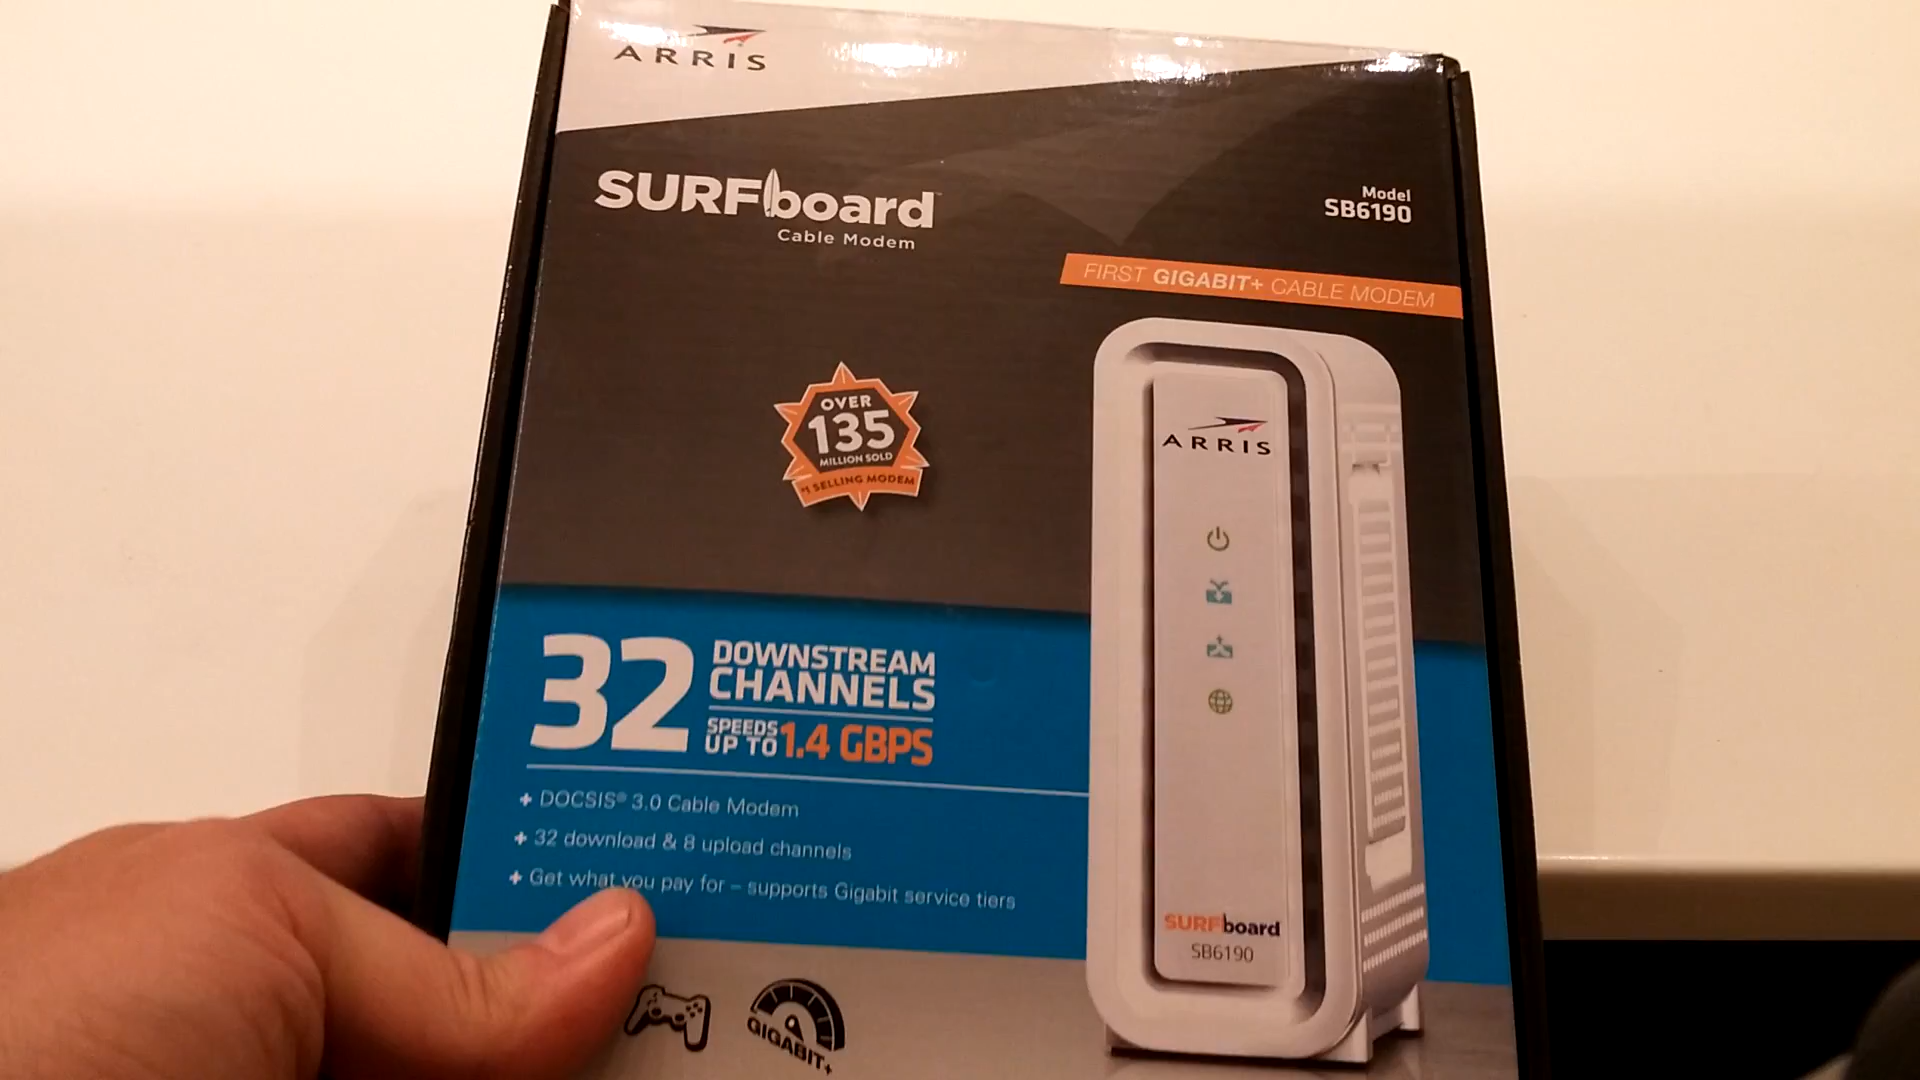 ARRIS
SURFboard
Cable Modem
Model
SB6190
FIRST GIGABIT+ CABLE MODEM
OVER
135
MILLION SOLD
#1 SELLING MODEM
ARRIS
32 DOWNSTREAM
CHANNELS
SPEEDS
UP TO 1.4 GBPS
+ DOCSIS® 3.0 Cable Modem
+ 32 download & 8 upload channels
+ Get what you pay for – supports Gigabit service tiers
SURFboard
SB6190
GIGABIT+